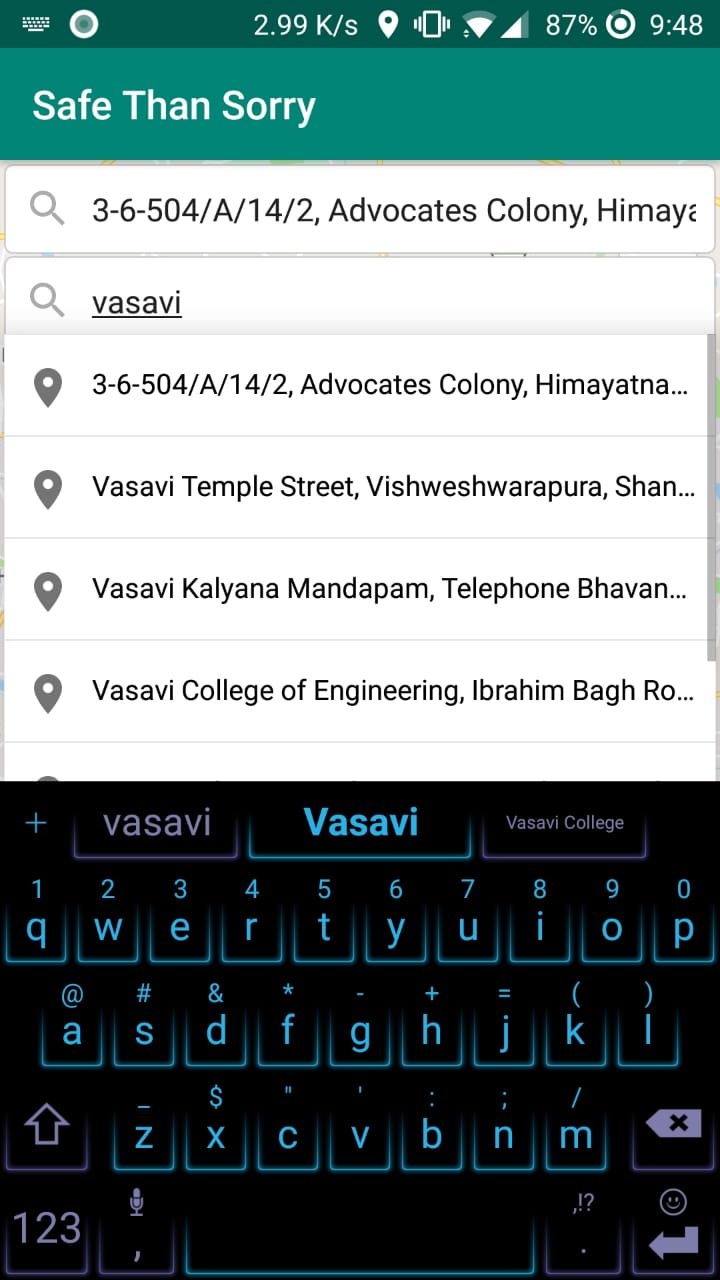 2.99 K/s 87% 9:48
Safe Than Sorry
3-6-504/A/14/2, Advocates Colony, Himaya
vasavi
3-6-504/A/14/2, Advocates Colony, Himayatna...
Vasavi Temple Street, Vishweshwarapura, Shan...
Vasavi Kalyana Mandapam, Telephone Bhavan...
Vasavi College of Engineering, Ibrahim Bagh Ro...
+ vasavi Vasavi Vasavi College
1 2 3 4 5 6 7 8 9 0
q w e r t y u i o p
@ # & * - + = ( )
a s d f g h j k l
_ $ " ' : ; /
z x c v b n m
,!?
123 , .